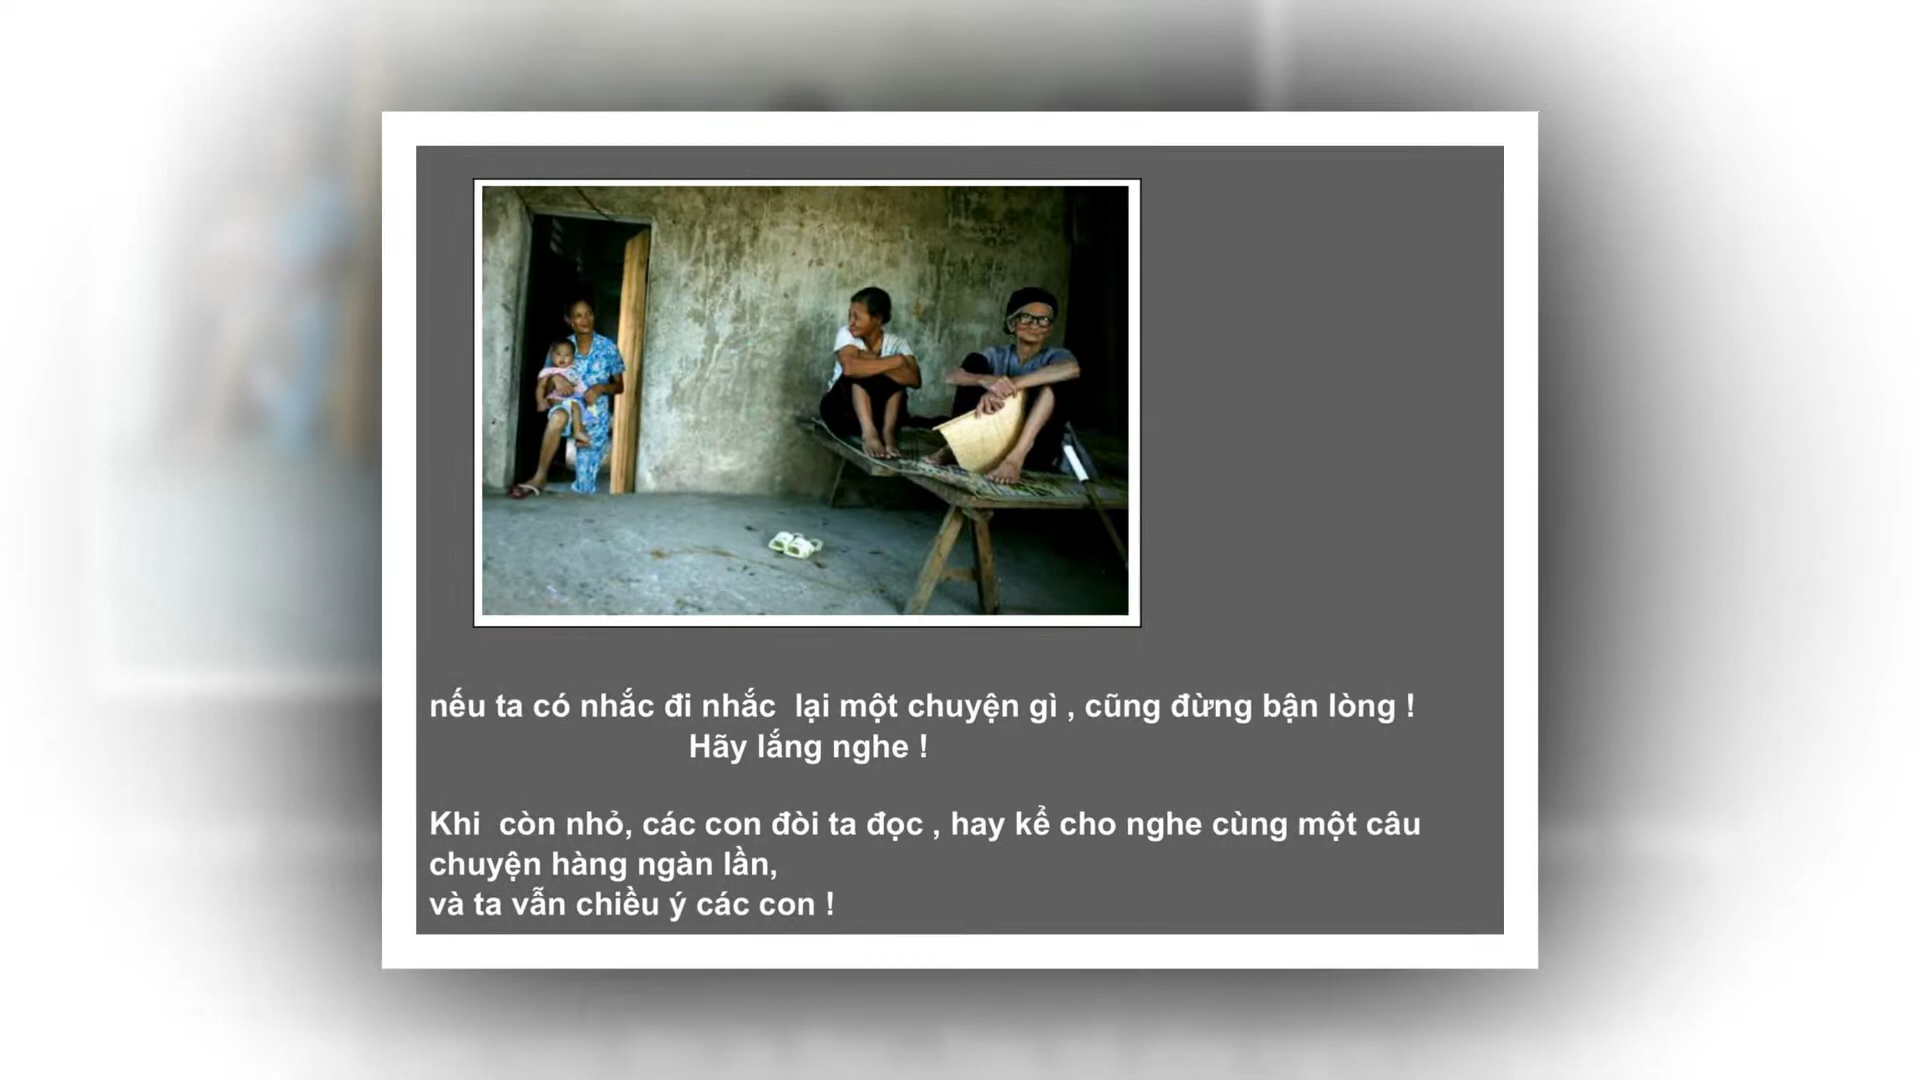 nếu ta có nhắc đi nhắc  lại một chuyện gì , cũng đừng bận lòng !
Hãy lắng nghe !
Khi  còn nhỏ, các con đòi ta đọc , hay kể cho nghe cùng một câu
chuyện hàng ngàn lần,
và ta vẫn chiều ý các con !